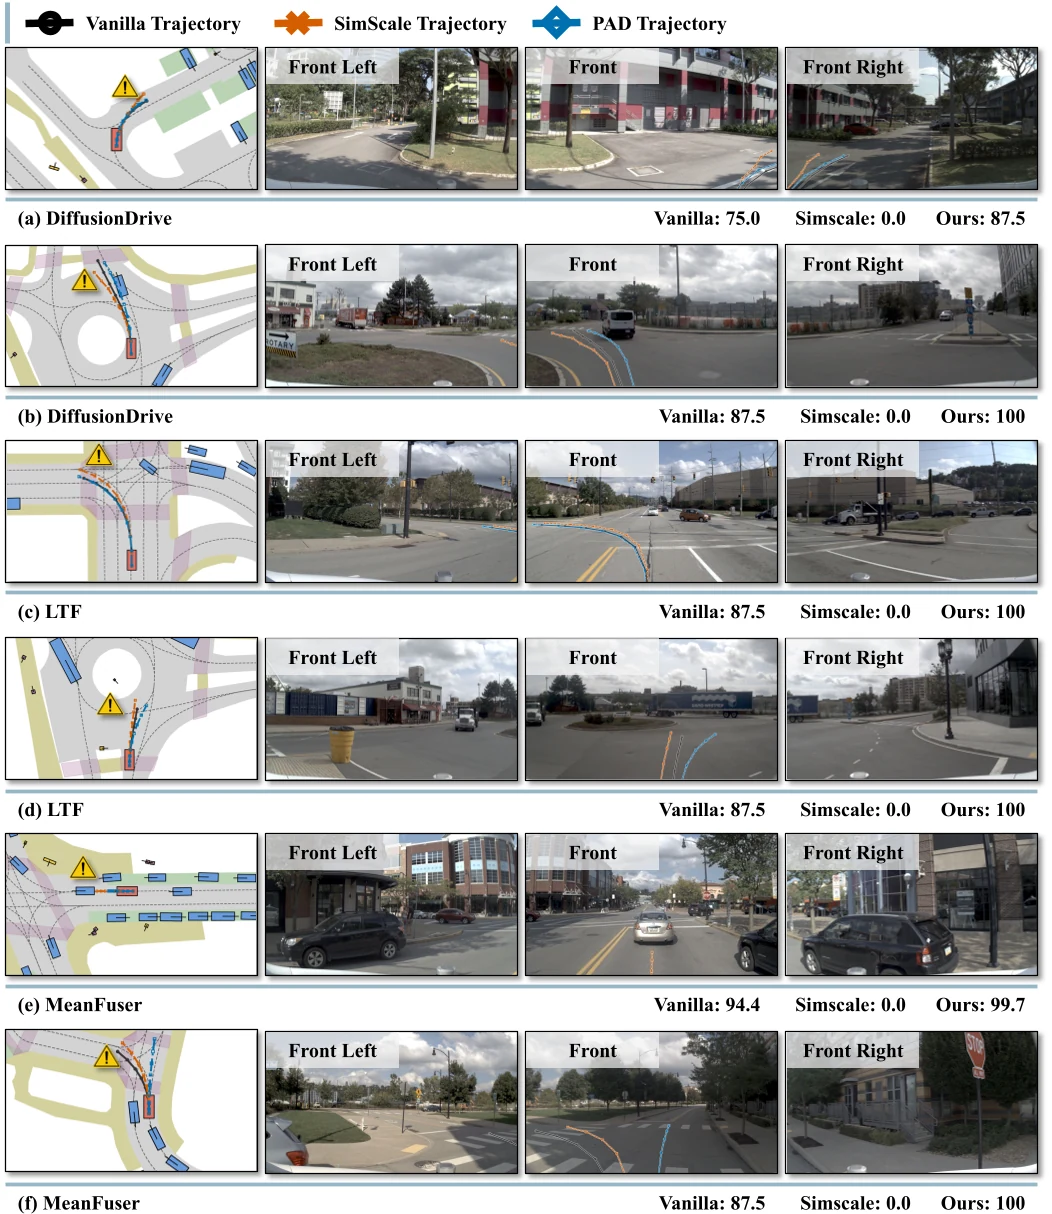 Vanilla Trajectory SimScale Trajectory PAD Trajectory
Front Left Front Front Right
(a) DiffusionDrive Vanilla: 75.0 Simscale: 0.0 Ours: 87.5
Front Left Front Front Right
ROTARY
(b) DiffusionDrive Vanilla: 87.5 Simscale: 0.0 Ours: 100
Front Left Front Front Right
(c) LTF Vanilla: 87.5 Simscale: 0.0 Ours: 100
Front Left Front Front Right
(d) LTF Vanilla: 87.5 Simscale: 0.0 Ours: 100
Front Left Front Front Right
(e) MeanFuser Vanilla: 94.4 Simscale: 0.0 Ours: 99.7
Front Left Front Front Right
STOP
(f) MeanFuser Vanilla: 87.5 Simscale: 0.0 Ours: 100